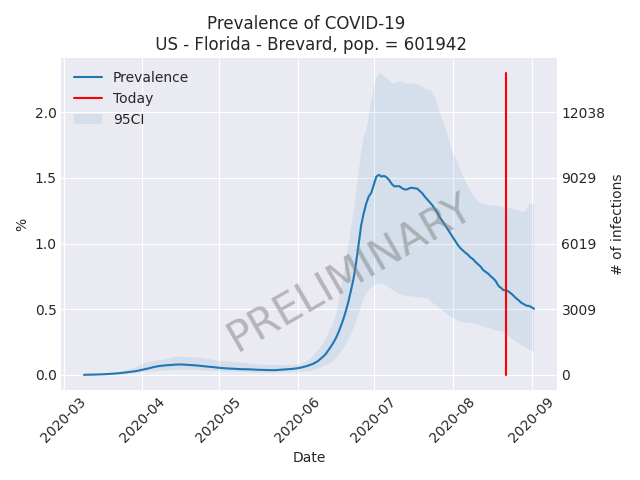 Prevalence of COVID-19
US - Florida - Brevard, pop. = 601942
Prevalence
Today
95CI
PRELIMINARY
2.0
1.5
1.0
0.5
0.0
%
12038
9029
6019
3009
0
# of infections
2020-03
2020-04
2020-05
2020-06
2020-07
2020-08
2020-09
Date